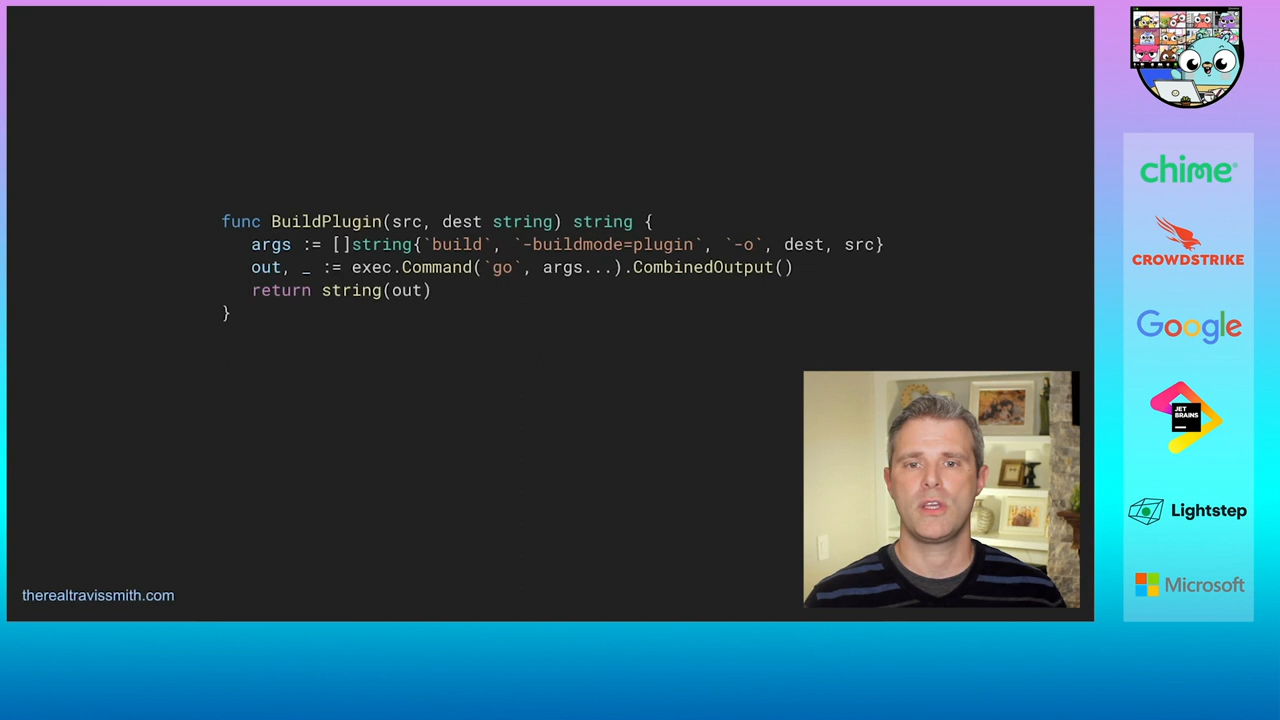 func BuildPlugin(src, dest string) string {
args := []string{`build`, `-buildmode=plugin`, `-o`, dest, src}
out, _ := exec.Command(`go`, args...).CombinedOutput()
return string(out)
}
therealtravissmith.com
chime®
CROWDSTRIKE
Google
JET
BRAINS
Lightstep
Microsoft